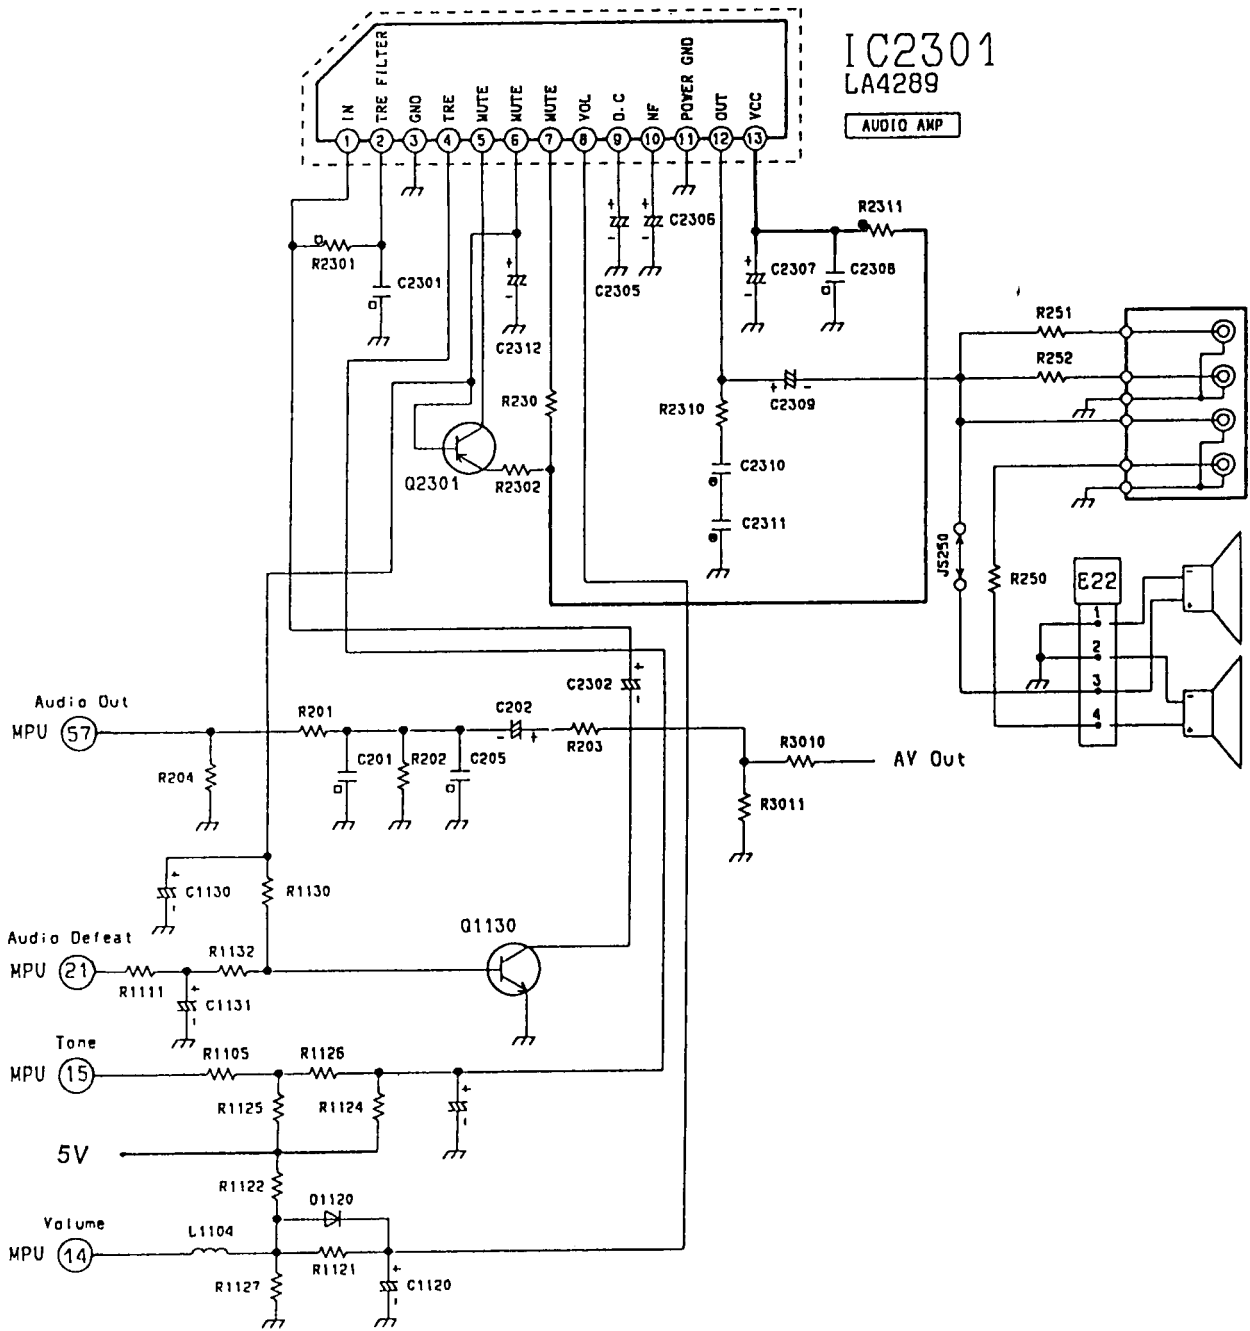 IC2301
LA4289
AUDIO AMP
IN
TRE FILTER
GND
TRE
MUTE
MUTE
MUTE
VOL
D.C
NF
POWER GND
OUT
VCC
1
2
3
4
5
6
7
8
9
10
11
12
13
R2301
C2301
C2312
C2305
C2306
C2307
C2308
R2311
R251
R252
R230
R2310
C2309
Q2301
R2302
C2310
C2311
JS250
R250
E22
1
2
3
4
C2302
Audio Out
MPU 57
R201
C202
R203
R204
C201
R202
C205
R3010
AV Out
R3011
C1130
R1130
Q1130
Audio Defeat
MPU 21
R1132
R1111
C1131
Tone
MPU 15
R1105
R1126
R1125
R1124
5V
R1122
D1120
Volume
MPU 14
L1104
R1121
R1127
C1120